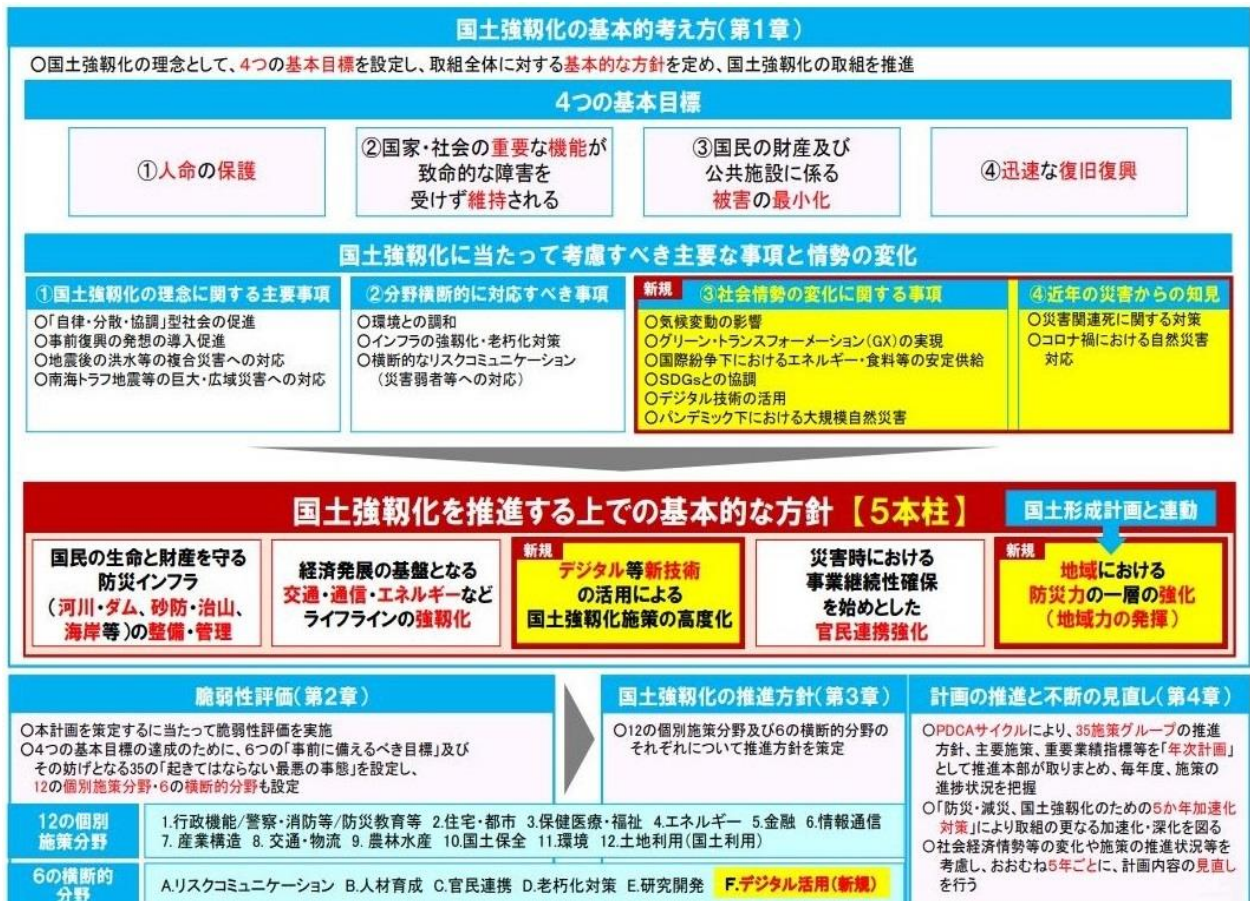 国土強靱化の基本的考え方(第1章)
〇国土強靱化の理念として、4つの基本目標を設定し、取組全体に対する基本的な方針を定め、国土強靱化の取組を推進
4つの基本目標
①人命の保護
②国家・社会の重要な機能が
致命的な障害を
受けず維持される
③国民の財産及び
公共施設に係る
被害の最小化
④迅速な復旧復興
国土強靱化に当たって考慮すべき主要な事項と情勢の変化
①国土強靱化の理念に関する主要事項
〇「自律・分散・協調」型社会の促進
〇事前復興の発想の導入促進
〇地震後の洪水等の複合災害への対応
〇南海トラフ地震等の巨大・広域災害への対応
②分野横断的に対応すべき事項
〇環境との調和
〇インフラの強靱化・老朽化対策
〇横断的なリスクコミュニケーション
(災害弱者等への対応)
新規
③社会情勢の変化に関する事項
〇気候変動の影響
〇グリーン・トランスフォーメーション(GX)の実現
〇国際紛争下におけるエネルギー・食料等の安定供給
〇SDGsとの協調
〇デジタル技術の活用
〇パンデミック下における大規模自然災害
④近年の災害からの知見
〇災害関連死に関する対策
〇コロナ禍における自然災害
対応
国土強靱化を推進する上での基本的な方針 【5本柱】
国土形成計画と連動
国民の生命と財産を守る
防災インフラ
(河川・ダム、砂防・治山、
海岸等)の整備・管理
経済発展の基盤となる
交通・通信・エネルギーなど
ライフラインの強靱化
新規
デジタル等新技術
の活用による
国土強靱化施策の高度化
災害時における
事業継続性確保
を始めとした
官民連携強化
新規
地域における
防災力の一層の強化
(地域力の発揮)
脆弱性評価(第2章)
〇本計画を策定するに当たって脆弱性評価を実施
〇4つの基本目標の達成のために、6つの「事前に備えるべき目標」及び
その妨げとなる35の「起きてはならない最悪の事態」を設定し、
12の個別施策分野・6の横断的分野も設定
国土強靱化の推進方針(第3章)
〇12の個別施策分野及び6の横断的分野の
それぞれについて推進方針を策定
12の個別
施策分野
1.行政機能/警察・消防等/防災教育等 2.住宅・都市 3.保健医療・福祉 4.エネルギー 5.金融 6.情報通信
7. 産業構造 8. 交通・物流 9. 農林水産 10.国土保全 11.環境 12.土地利用(国土利用)
6の横断的
分野
A.リスクコミュニケーション B.人材育成 C.官民連携 D.老朽化対策 E.研究開発 F.デジタル活用(新規)
計画の推進と不断の見直し(第4章)
〇PDCAサイクルにより、35施策グループの推進
方針、主要施策、重要業績指標等を「年次計画」
として推進本部が取りまとめ、毎年度、施策の
進捗状況を把握
〇「防災・減災、国土強靱化のための5か年加速化
対策」により取組の更なる加速化・深化を図る
〇社会経済情勢等の変化や施策の推進状況等を
考慮し、おおむね5年ごとに、計画内容の見直し
を行う